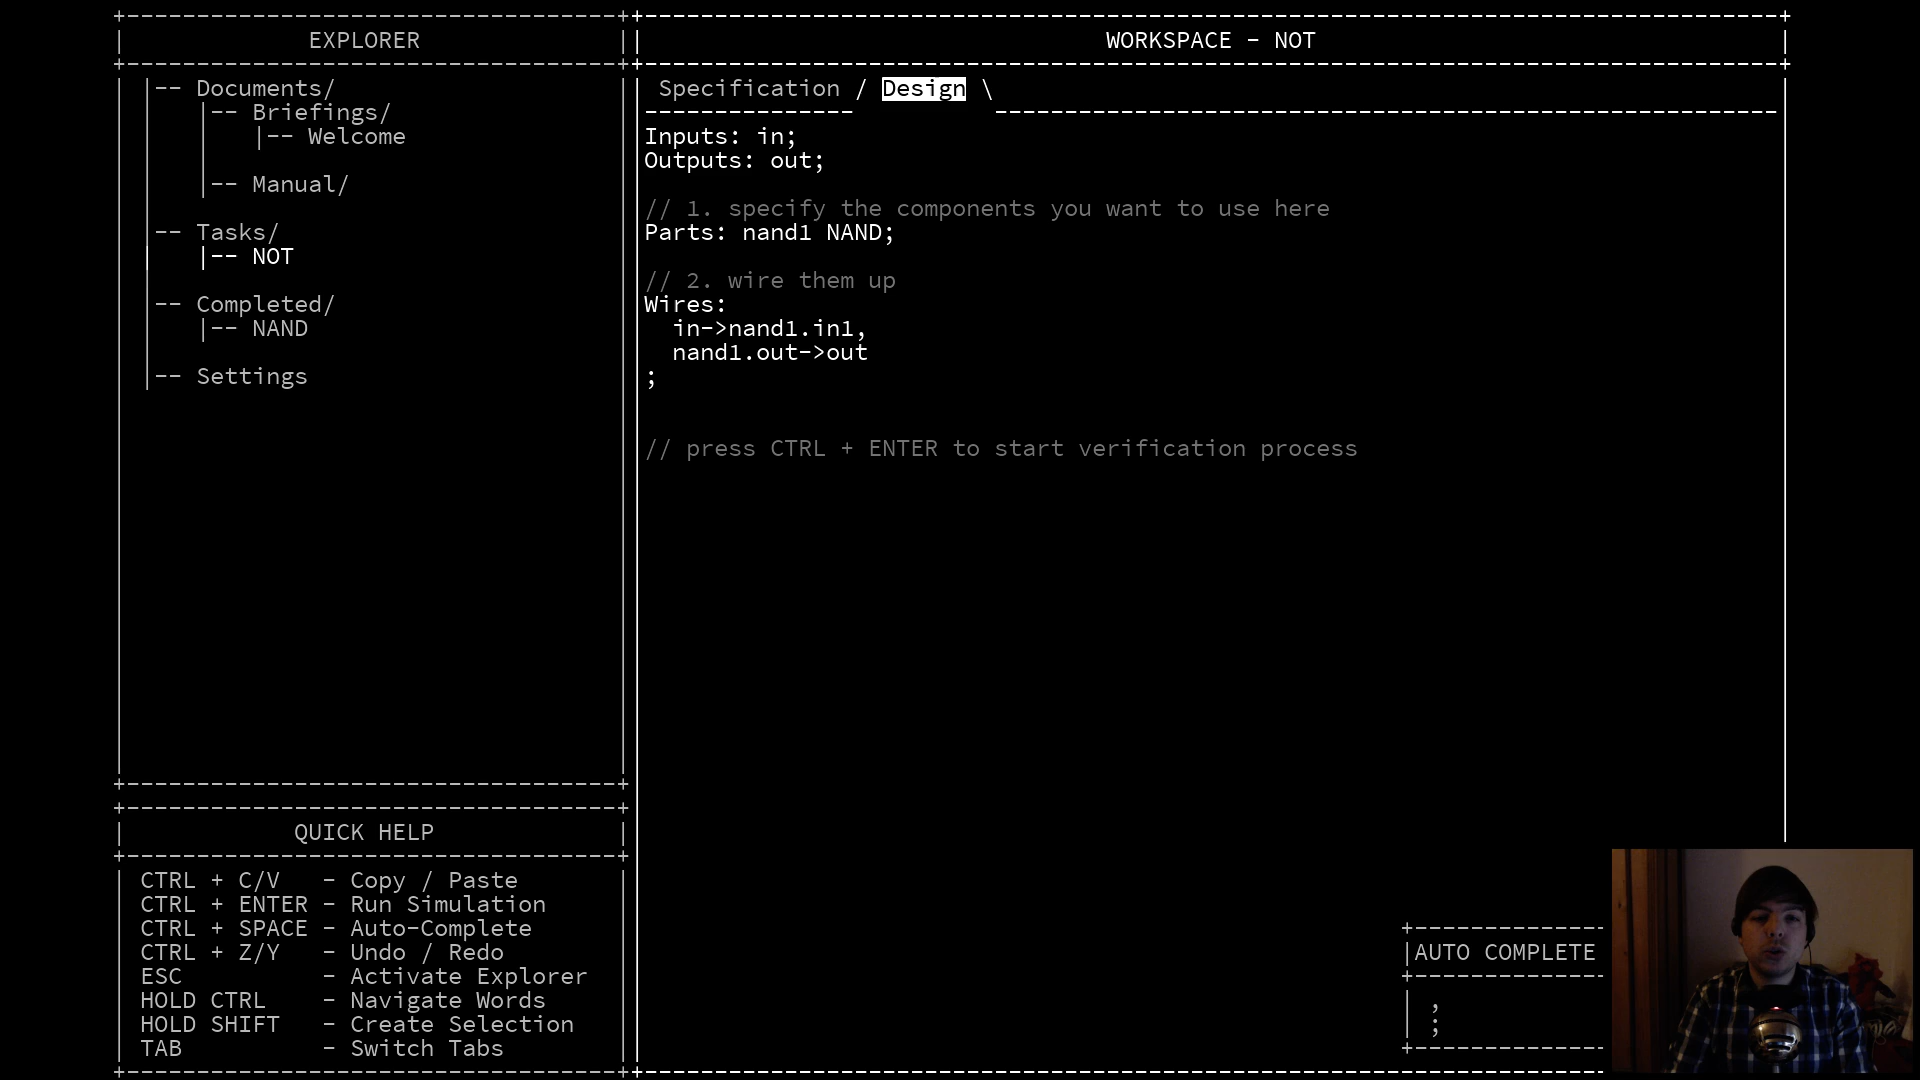 EXPLORER
-- Documents/
-- Briefings/
-- Welcome
-- Manual/
-- Tasks/
-- NOT
-- Completed/
-- NAND
-- Settings
QUICK HELP
CTRL + C/V - Copy / Paste
CTRL + ENTER - Run Simulation
CTRL + SPACE - Auto-Complete
CTRL + Z/Y - Undo / Redo
ESC - Activate Explorer
HOLD CTRL - Navigate Words
HOLD SHIFT - Create Selection
TAB - Switch Tabs
WORKSPACE - NOT
Specification / Design \
Inputs: in;
Outputs: out;
// 1. specify the components you want to use here
Parts: nand1 NAND;
// 2. wire them up
Wires:
in->nand1.in1,
nand1.out->out
;
// press CTRL + ENTER to start verification process
AUTO COMPLETE
,
;